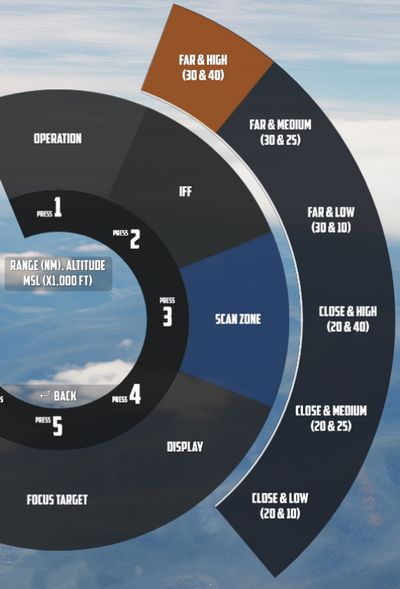 FAR & HIGH
(30 & 40)
FAR & MEDIUM
(30 & 25)
FAR & LOW
(30 & 10)
CLOSE & HIGH
(20 & 40)
CLOSE & MEDIUM
(20 & 25)
CLOSE & LOW
(20 & 10)
OPERATION
IFF
SCAN ZONE
DISPLAY
FOCUS TARGET
PRESS 1
PRESS 2
PRESS
3
PRESS 4
PRESS
5
RANGE (NM), ALTITUDE
MSL (X1,000 FT)
BACK
S